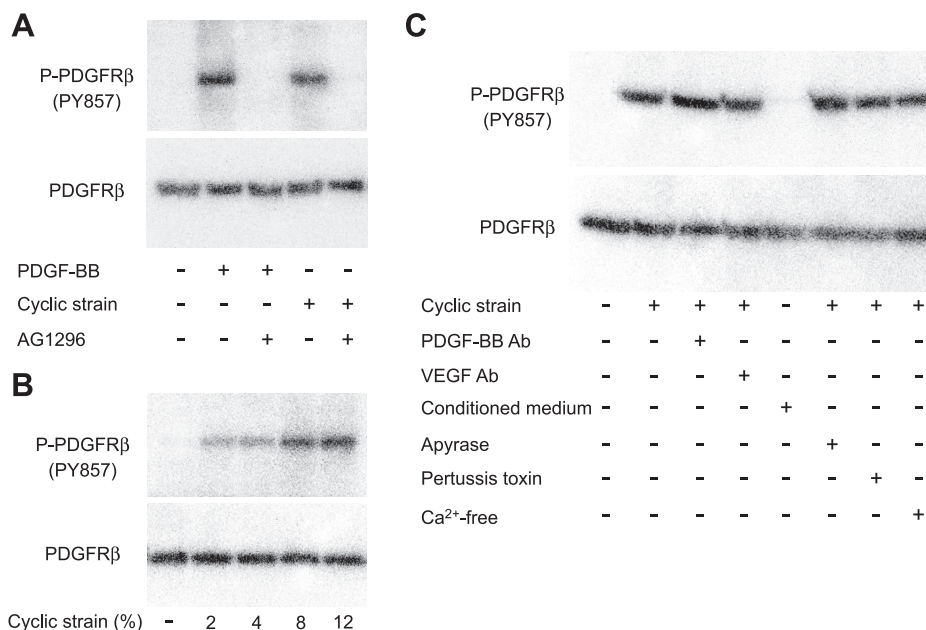 A
P-PDGFRβ
(PY857)
PDGFRβ
PDGF-BB - + + - -
Cyclic strain - - - + +
AG1296 - - + - +
B
P-PDGFRβ
(PY857)
PDGFRβ
Cyclic strain (%) - 2 4 8 12
C
P-PDGFRβ
(PY857)
PDGFRβ
Cyclic strain - + + + - + + +
PDGF-BB Ab - - + - - - - -
VEGF Ab - - - + - - - -
Conditioned medium - - - - + - - -
Apyrase - - - - - + - -
Pertussis toxin - - - - - - + -
Ca²⁺-free - - - - - - - +